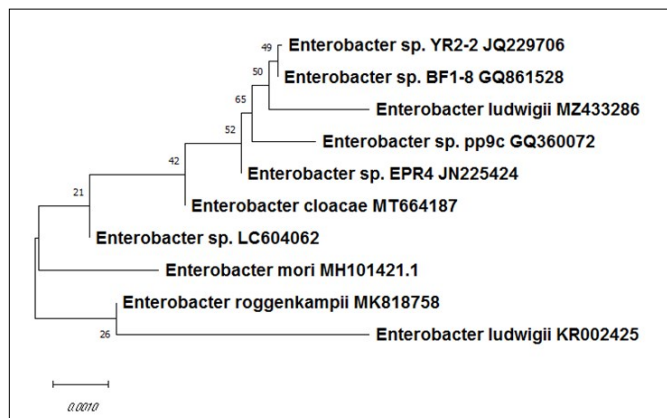 49
Enterobacter sp. YR2-2 JQ229706
50
Enterobacter sp. BF1-8 GQ861528
65
Enterobacter ludwigii MZ433286
52
Enterobacter sp. pp9c GQ360072
42
Enterobacter sp. EPR4 JN225424
21
Enterobacter cloacae MT664187
Enterobacter sp. LC604062
Enterobacter mori MH101421.1
Enterobacter roggenkampii MK818758
26
Enterobacter ludwigii KR002425
0.0010